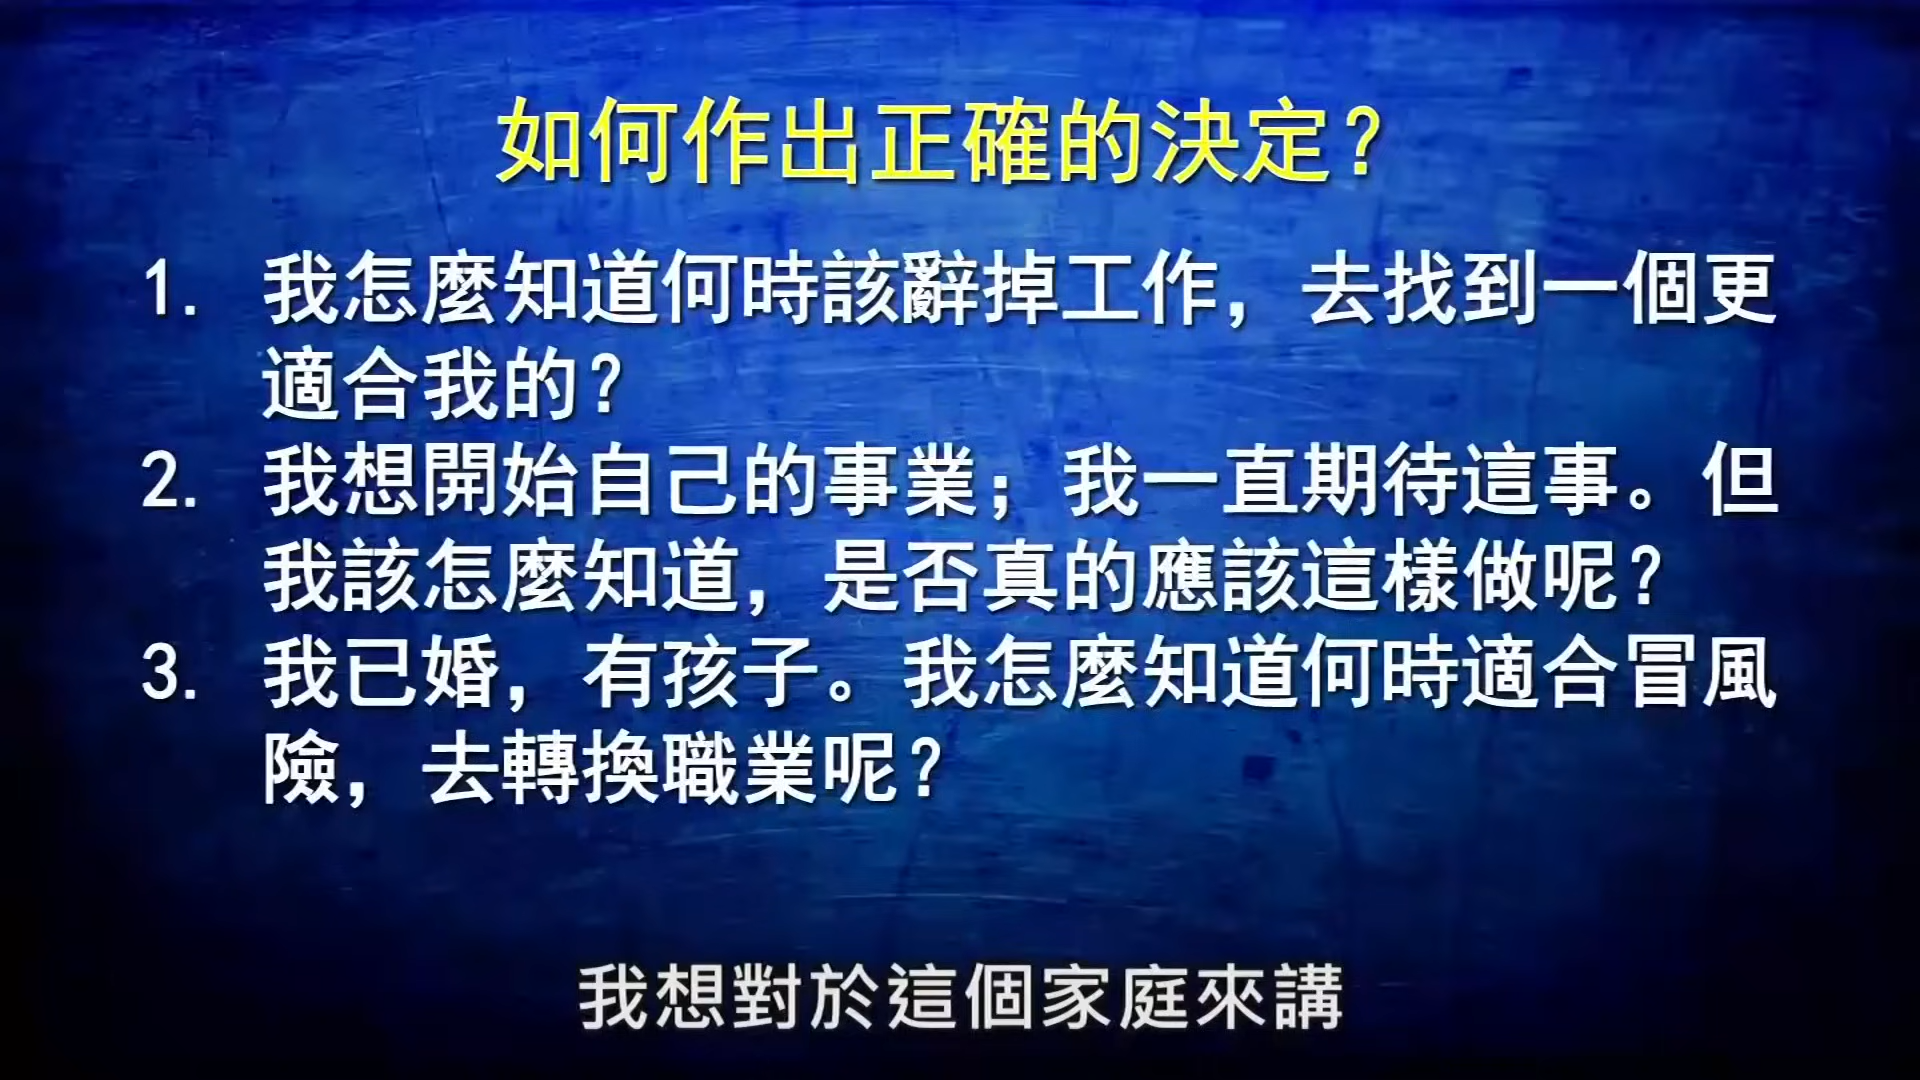 如何作出正確的決定？
1. 我怎麼知道何時該辭掉工作，去找到一個更
適合我的？
2. 我想開始自己的事業；我一直期待這事。但
我該怎麼知道，是否真的應該這樣做呢？
3. 我已婚，有孩子。我怎麼知道何時適合冒風
險，去轉換職業呢？
我想對於這個家庭來講